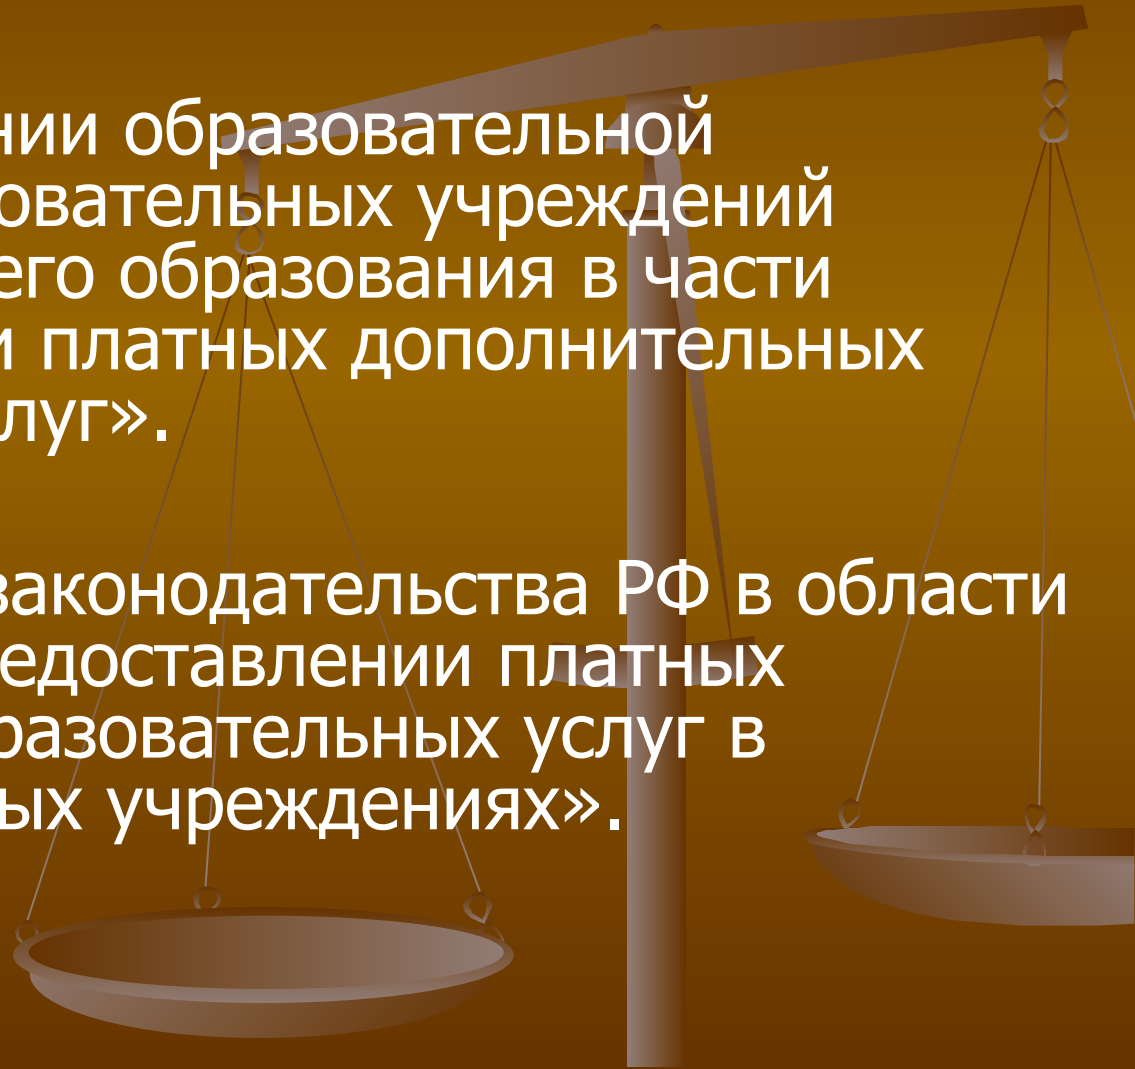 нии образовательной
овательных учреждений
его образования в части
и платных дополнительных
луг».
законодательства РФ в области
едоставлении платных
разовательных услуг в
ых учреждениях».